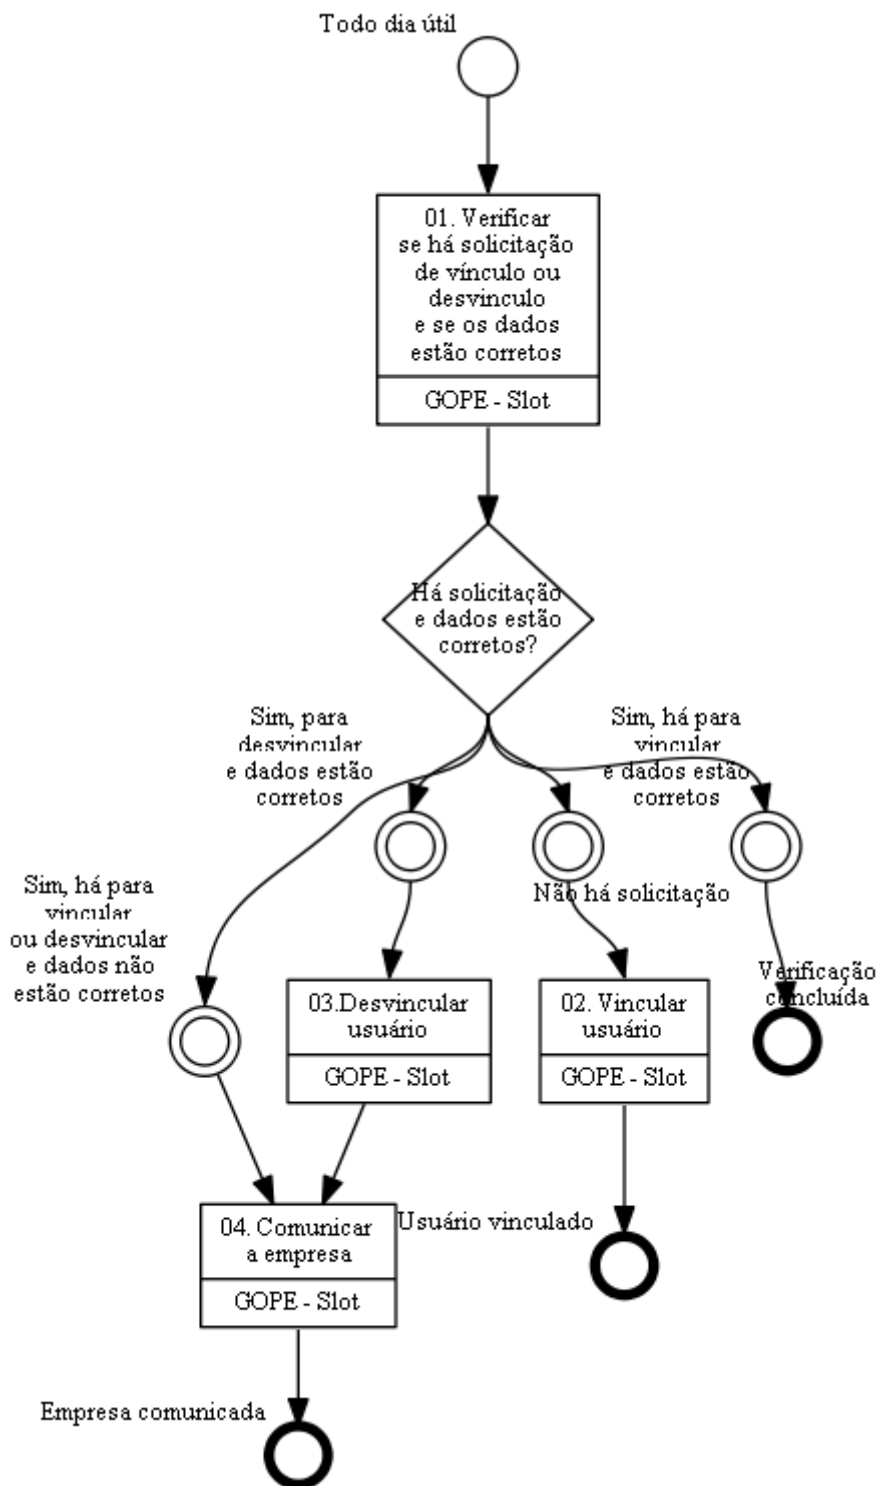 Todo dia útil
01. Verificar
se há solicitação
de vínculo ou
desvinculo
e se os dados
estão corretos
GOPE - Slot
Há solicitação
e dados estão
corretos?
Sim, para
desvincular
e dados estão
corretos
Sim, há para
vincular
e dados estão
corretos
Sim, há para
vincular
ou desvincular
e dados não
estão corretos
Não há solicitação
Verificação
concluída
03.Desvincular
usuário
GOPE - Slot
02. Vincular
usuário
GOPE - Slot
04. Comunicar
a empresa
GOPE - Slot
Usuário vinculado
Empresa comunicada